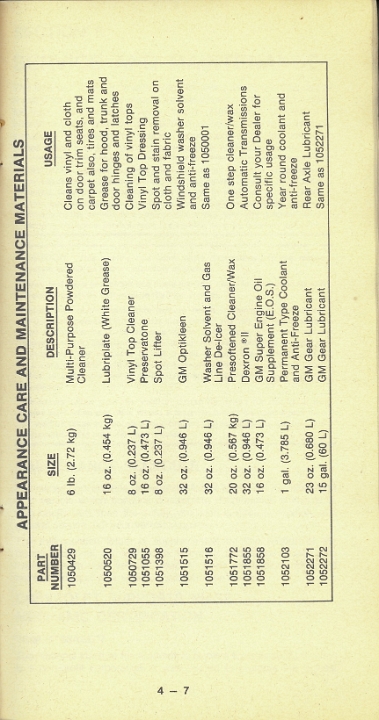 APPEARANCE CARE AND MAINTENANCE MATERIALS
PART NUMBER SIZE DESCRIPTION USAGE
1050429 6 lb. (2.72 kg) Multi-Purpose Powdered Cleans vinyl and cloth
Cleaner on door trim seats, and
carpet also, tires and mats
1050520 16 oz. (0.454 kg) Lubriplate (White Grease) Grease for hood, trunk and
door hinges and latches
1050729 8 oz. (0.237 L) Vinyl Top Cleaner Cleaning of vinyl tops
1051055 16 oz. (0.473 L) Preservatone Vinyl Top Dressing
1051398 8 oz. (0.237 L) Spot Lifter Spot and stain removal on
cloth and fabric
1051515 32 oz. (0.946 L) GM Optikleen Windshield washer solvent
and anti-freeze
1051516 32 oz. (0.946 L) Washer Solvent and Gas Same as 1050001
Line De-Icer
1051772 20 oz. (0.567 kg) Presoftened Cleaner/Wax One step cleaner/wax
1051855 32 oz. (0.946 L) Dexron ® II Automatic Transmissions
1051858 16 oz. (0.473 L) GM Super Engine Oil Consult your Dealer for
Supplement (E.O.S.) specific usage
1052103 1 gal. (3.785 L) Permanent Type Coolant Year round coolant and
and Anti-Freeze anti-freeze
1052271 23 oz. (0.680 L) GM Gear Lubricant Rear Axle Lubricant
1052272 15 gal. (60 L) GM Gear Lubricant Same as 1052271
4 – 7